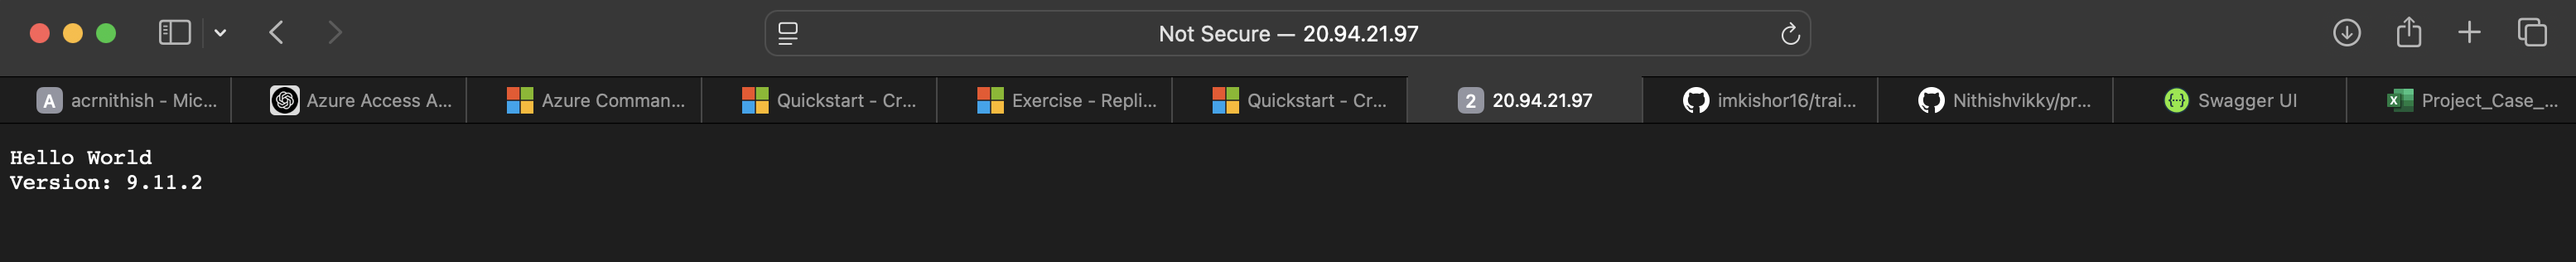 Not Secure — 20.94.21.97
A acrnithish - Mic...
Azure Access A...
Azure Comman...
Quickstart - Cr...
Exercise - Repli...
Quickstart - Cr...
2 20.94.21.97
imkishor16/trai...
Nithishvikky/pr...
{...} Swagger UI
X Project_Case_...
Hello World
Version: 9.11.2